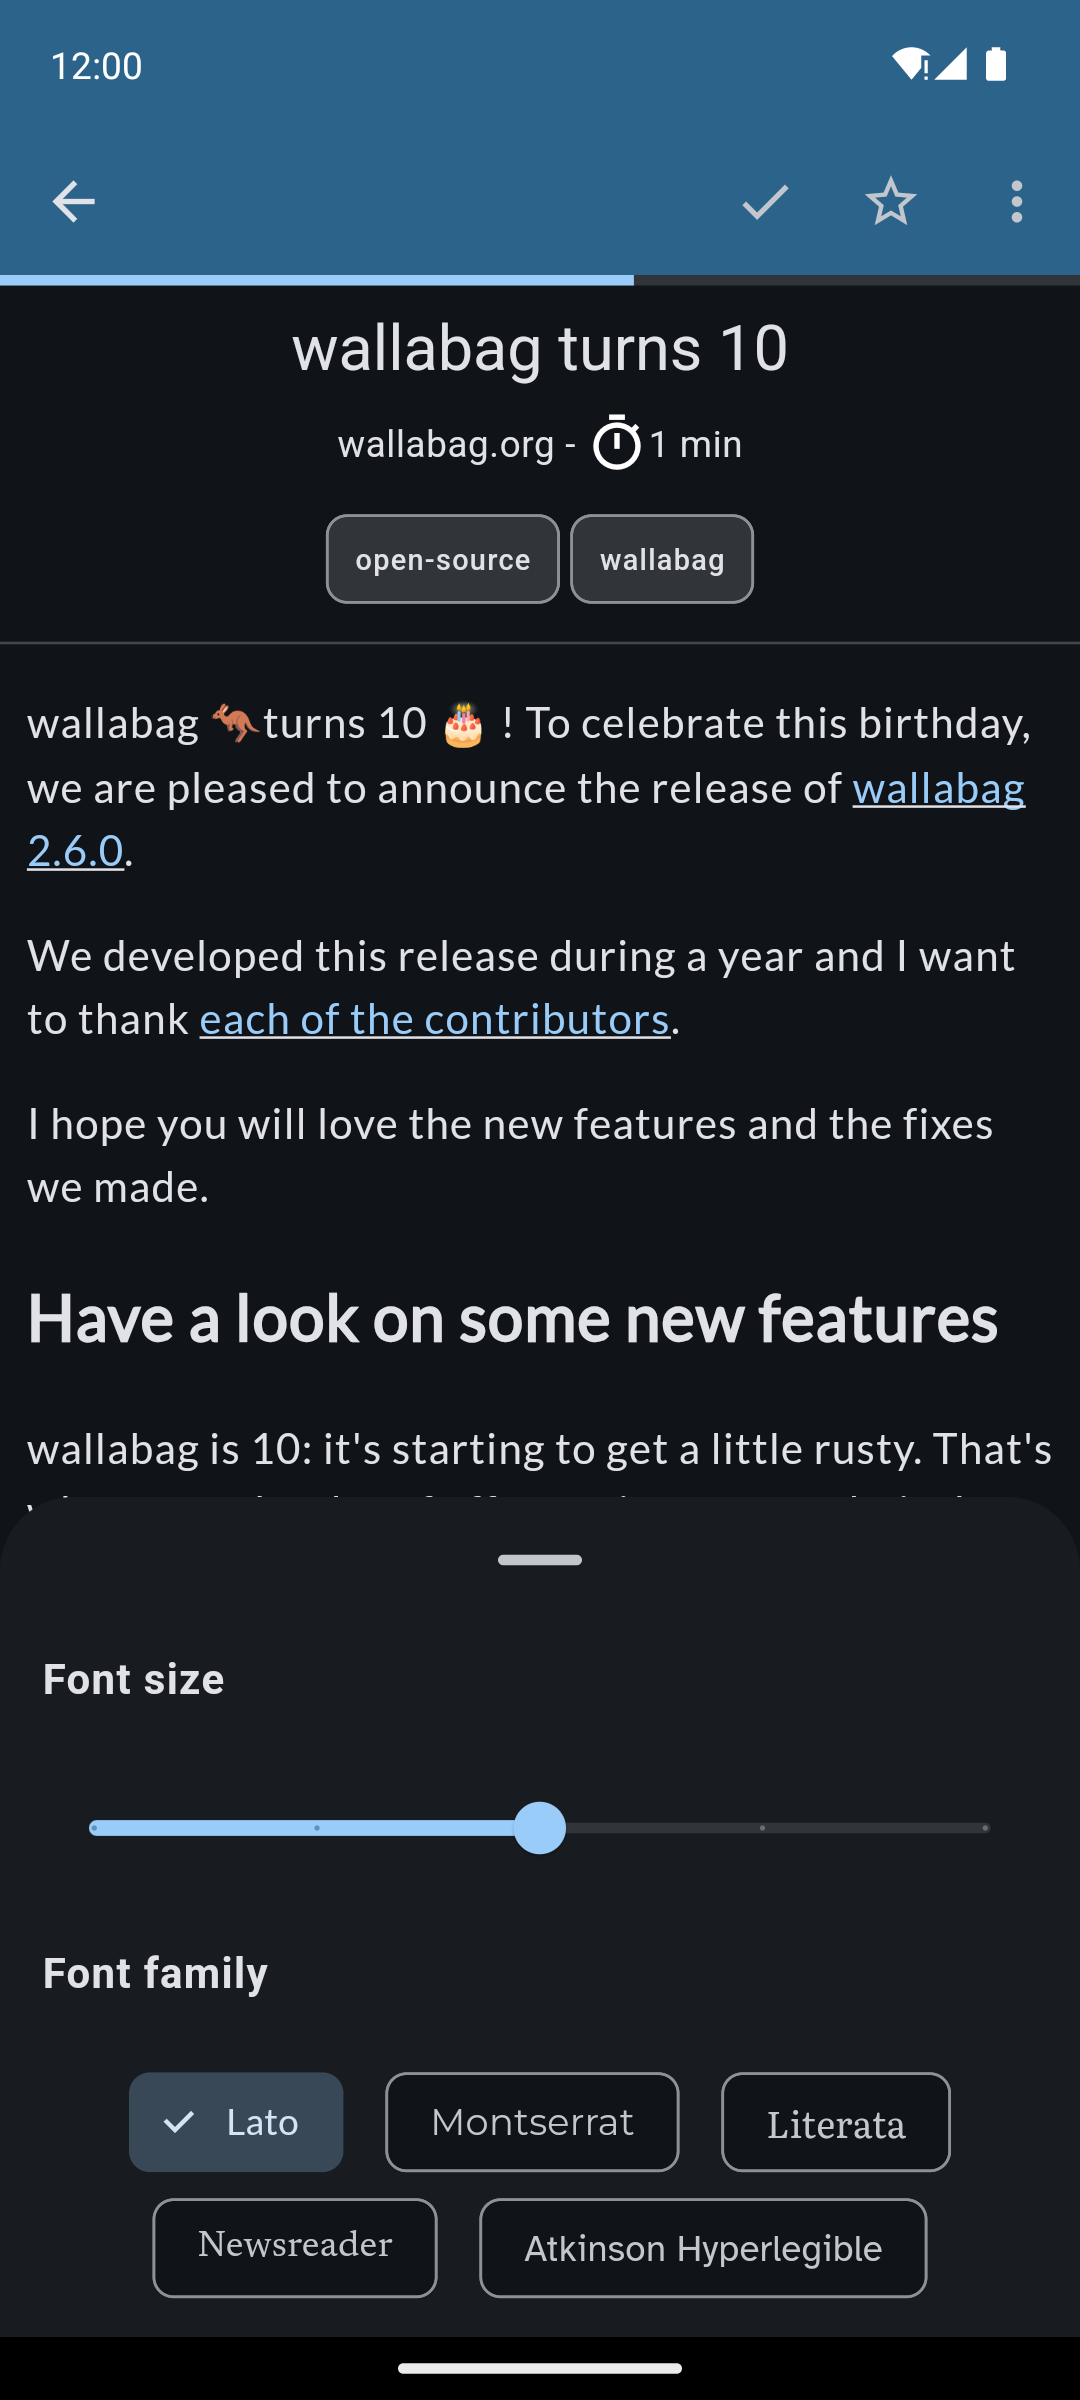 12:00
wallabag turns 10
wallabag.org - 1 min
open-source wallabag
wallabag 🦘turns 10 🎂 ! To celebrate this birthday,
we are pleased to announce the release of wallabag
2.6.0.
We developed this release during a year and I want
to thank each of the contributors.
I hope you will love the new features and the fixes
we made.
Have a look on some new features
wallabag is 10: it's starting to get a little rusty. That's
Font size
Font family
Lato Montserrat Literata
Newsreader Atkinson Hyperlegible